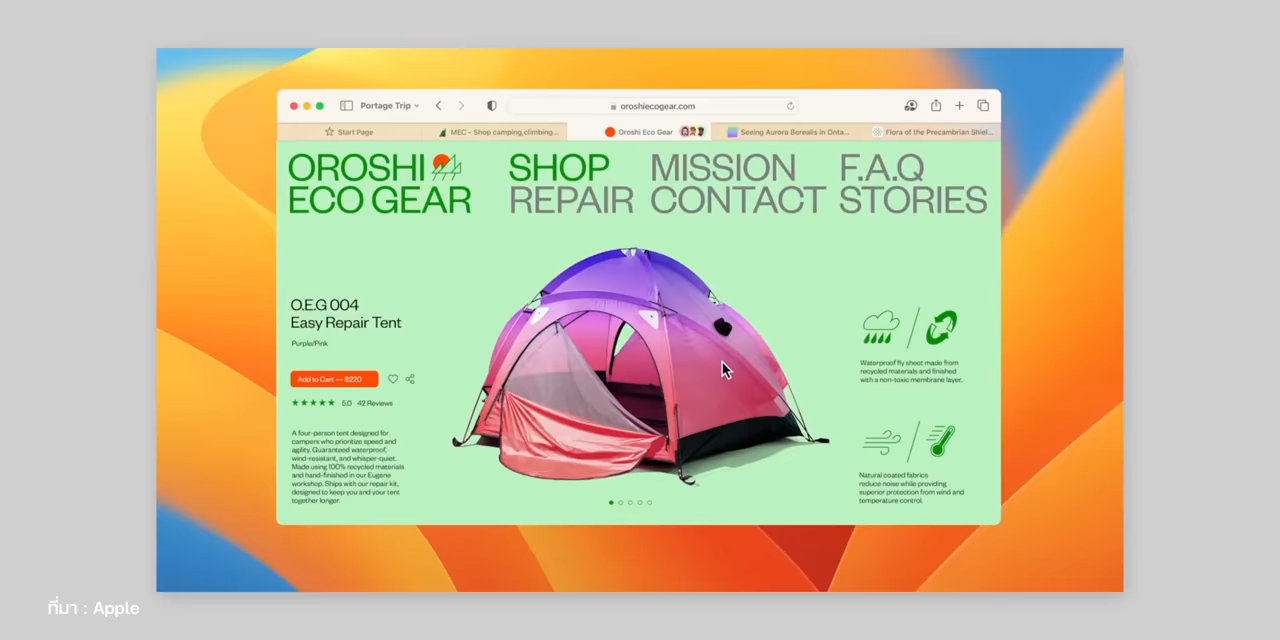 Portage Trip
oroshiecogear.com
Start Page
MEC - Shop camping,climbing...
Oroshi Eco Gear
Seeing Aurora Borealis in Onta...
Flora of the Precambrian Shiel...
OROSHI
ECO GEAR
SHOP
REPAIR
MISSION
CONTACT
F.A.Q
STORIES
O.E.G 004
Easy Repair Tent
Purple/Pink
Add to Cart — $220
5.0 42 Reviews
A four-person tent designed for
campers who prioritize speed and
agility. Guaranteed waterproof,
wind-resistant, and whisper-quiet.
Made using 100% recycled materials
and hand-finished in our Eugene
workshop. Ships with our repair kit,
designed to keep you and your tent
together longer.
Waterproof fly sheet made from
recycled materials and finished
with a non-toxic membrane layer.
Natural coated fabrics
reduce noise while providing
superior protection from wind and
temperature control.
ที่มา : Apple